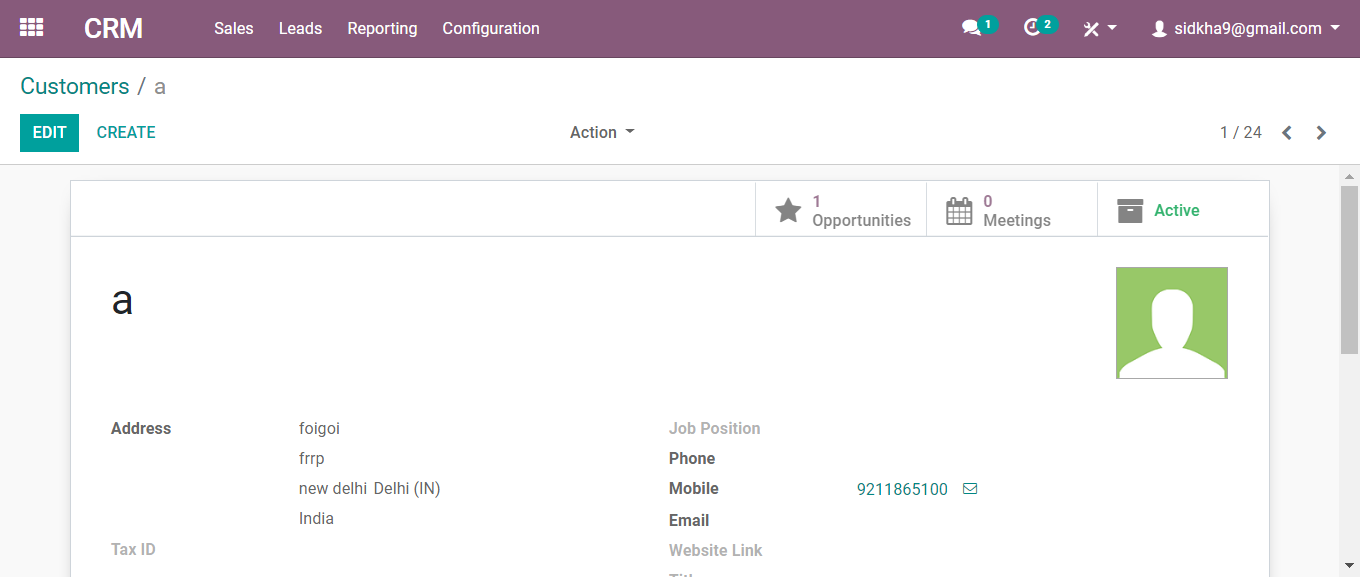 CRM Sales Leads Reporting Configuration 1 2 sidkha9@gmail.com
Customers / a
EDIT CREATE Action 1 / 24
1 Opportunities 0 Meetings Active
a
Address foigoi Job Position
frrp Phone
new delhi Delhi (IN) Mobile 9211865100
India Email
Tax ID Website Link